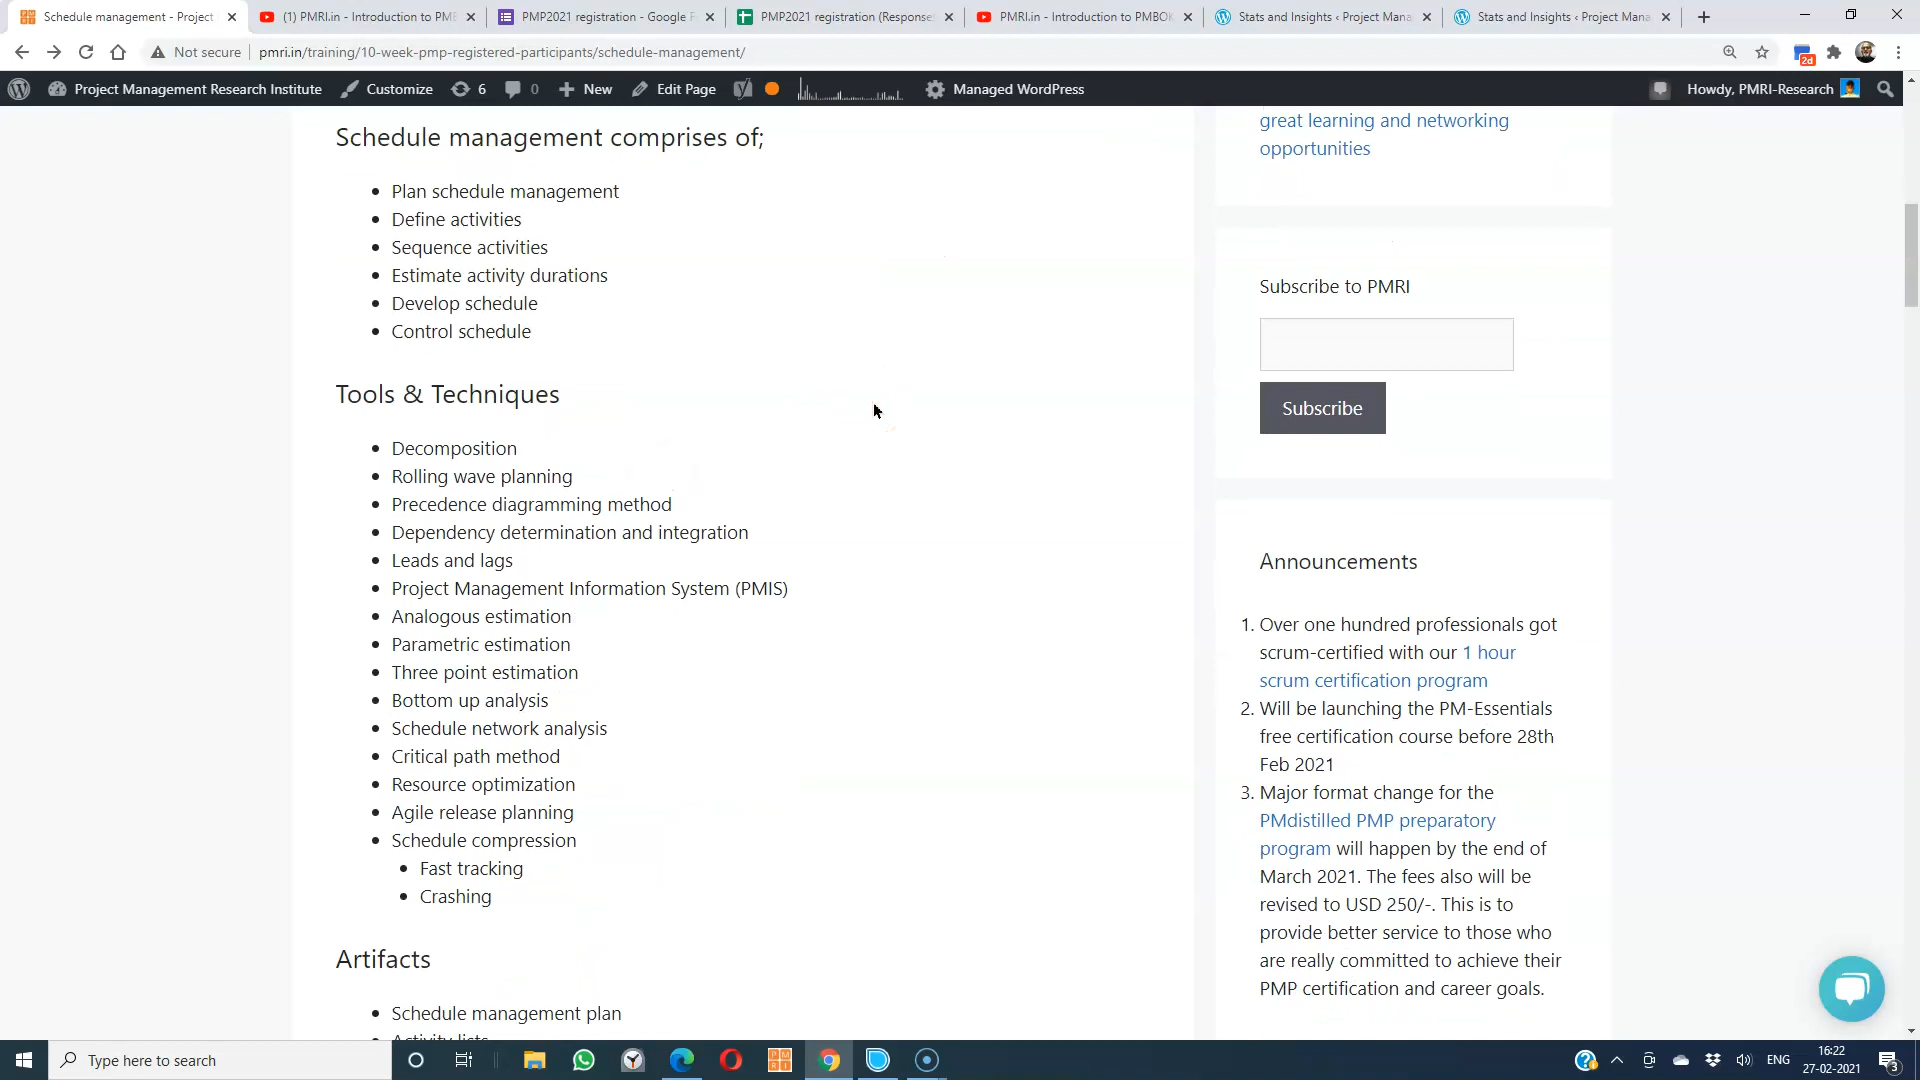 Schedule management - Project
(1) PMRI.in - Introduction to PMB
PMP2021 registration - Google F
PMP2021 registration (Response
PMRI.in - Introduction to PMBOK
Stats and Insights ‹ Project Mana
Stats and Insights ‹ Project Mana
Not secure
pmri.in/training/10-week-pmp-registered-participants/schedule-management/
2d
Project Management Research Institute
Customize
6
0
New
Edit Page
Managed WordPress
Howdy, PMRI-Research
Schedule management comprises of;
Plan schedule management
Define activities
Sequence activities
Estimate activity durations
Develop schedule
Control schedule
Tools & Techniques
Decomposition
Rolling wave planning
Precedence diagramming method
Dependency determination and integration
Leads and lags
Project Management Information System (PMIS)
Analogous estimation
Parametric estimation
Three point estimation
Bottom up analysis
Schedule network analysis
Critical path method
Resource optimization
Agile release planning
Schedule compression
Fast tracking
Crashing
Artifacts
Schedule management plan
Activity lists
great learning and networking
opportunities
Subscribe to PMRI
Subscribe
Announcements
1. Over one hundred professionals got
scrum-certified with our 1 hour
scrum certification program
2. Will be launching the PM-Essentials
free certification course before 28th
Feb 2021
3. Major format change for the
PMdistilled PMP preparatory
program will happen by the end of
March 2021. The fees also will be
revised to USD 250/-. This is to
provide better service to those who
are really committed to achieve their
PMP certification and career goals.
Type here to search
ENG
16:22
27-02-2021
3